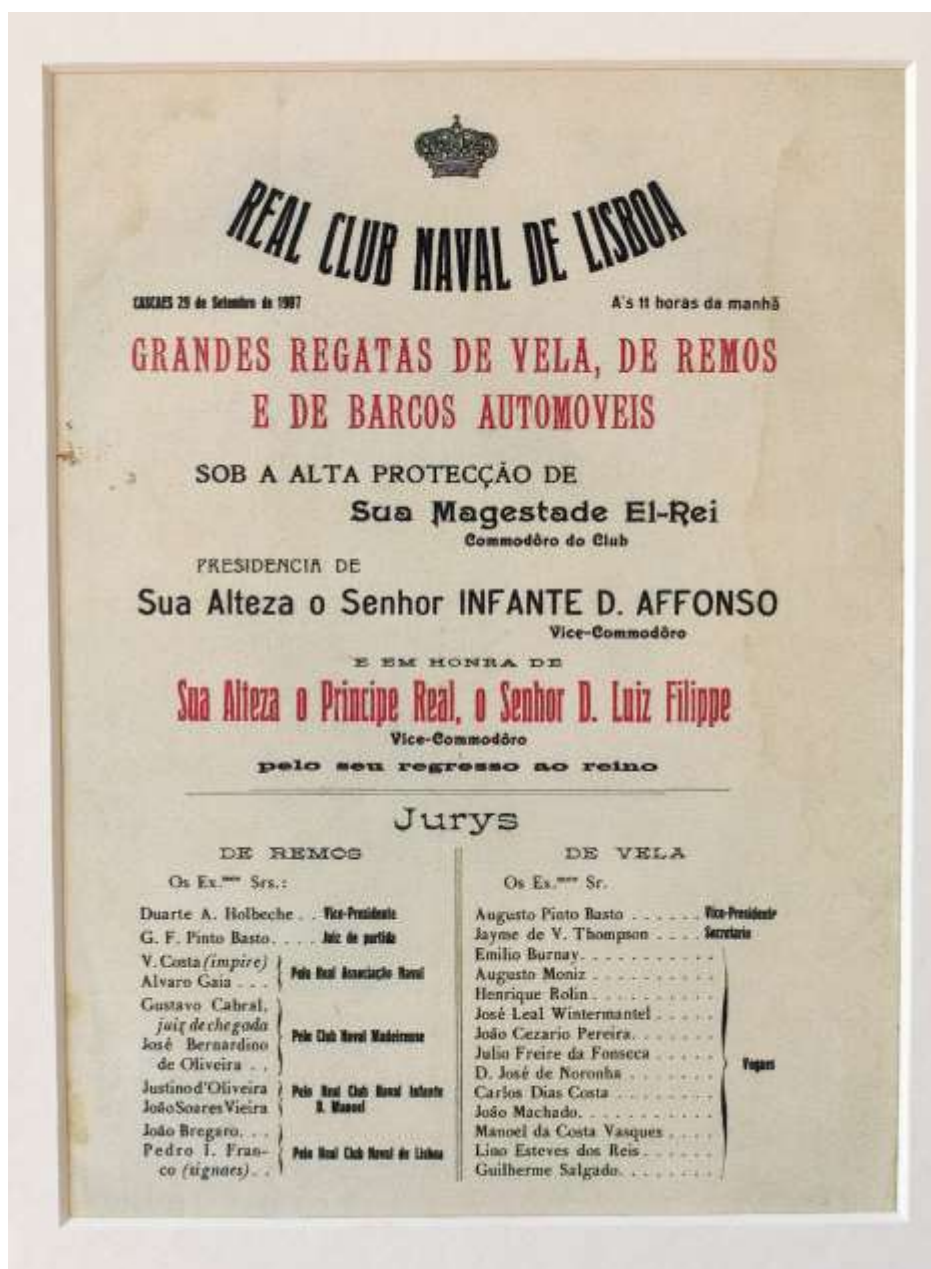 REAL CLUB NAVAL DE LISBOA
CASCAES 29 de Setembro de 1907
A's 11 horas da manhã
GRANDES REGATAS DE VELA, DE REMOS
E DE BARCOS AUTOMOVEIS
SOB A ALTA PROTECÇÃO DE
Sua Magestade El-Rei
Commodôro do Club
PRESIDENCIA DE
Sua Alteza o Senhor INFANTE D. AFFONSO
Vice-Commodôro
E EM HONRA DE
Sua Alteza o Principe Real, o Senhor D. Luiz Filippe
Vice-Commodôro
pelo seu regresso ao reino
Jurys
DE REMOS
Os Ex.mos Srs.:
Duarte A. Holbeche . . Vice-Presidente
G. F. Pinto Basto. . . . Juiz de partida
V. Costa (impire)
Alvaro Gaia . . .
Pela Real Associação Naval
Gustavo Cabral,
juiz de chegada
José Bernardino
de Oliveira . .
Pelo Club Naval Madeirense
Justino d'Oliveira
João Soares Vieira
Pelo Real Club Naval Infante
D. Manoel
João Bregaro. . .
Pedro I. Fran-
co (signaes) . .
Pelo Real Club Naval de Lisboa
DE VELA
Os Ex.mos Sr.
Augusto Pinto Basto . . . . . . Vice-Presidente
Jayme de V. Thompson . . . . Secretario
Emilio Burnay. . . . . . . . . . .
Augusto Moniz . . . . . . . . . .
Henrique Rolin . . . . . . . . . .
José Leal Wintermantel . . . . .
João Cezario Pereira. . . . . . .
Julio Freire da Fonseca . . . . .
D. José de Noronha . . . . . . .
Carlos Dias Costa . . . . . . . .
João Machado. . . . . . . . . . .
Manoel da Costa Vasques . . . .
Lino Esteves dos Reis . . . . . .
Guilherme Salgado. . . . . . . .
Vogaes